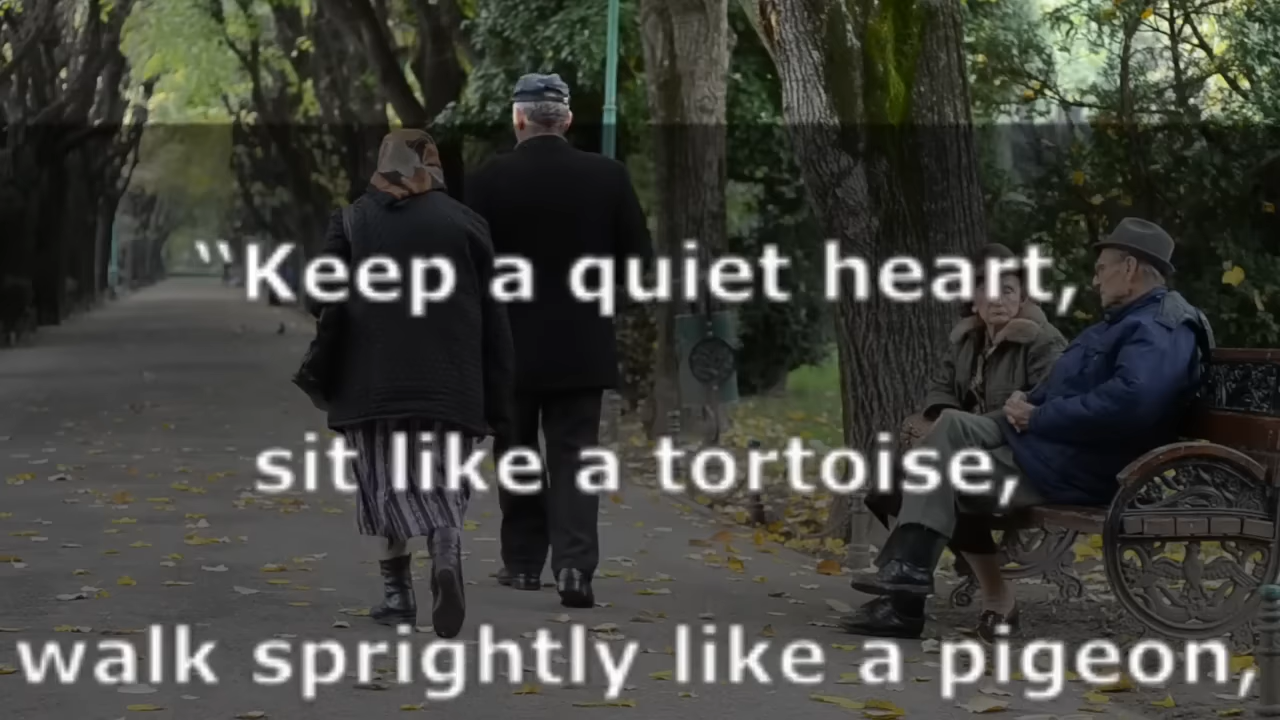 “Keep a quiet heart,
sit like a tortoise,
walk sprightly like a pigeon,